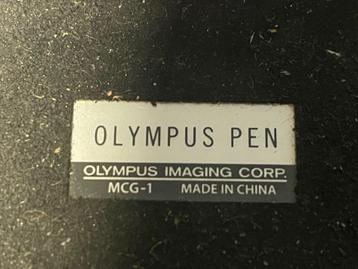 OLYMPUS PEN
OLYMPUS IMAGING CORP.
MCG-1 MADE IN CHINA